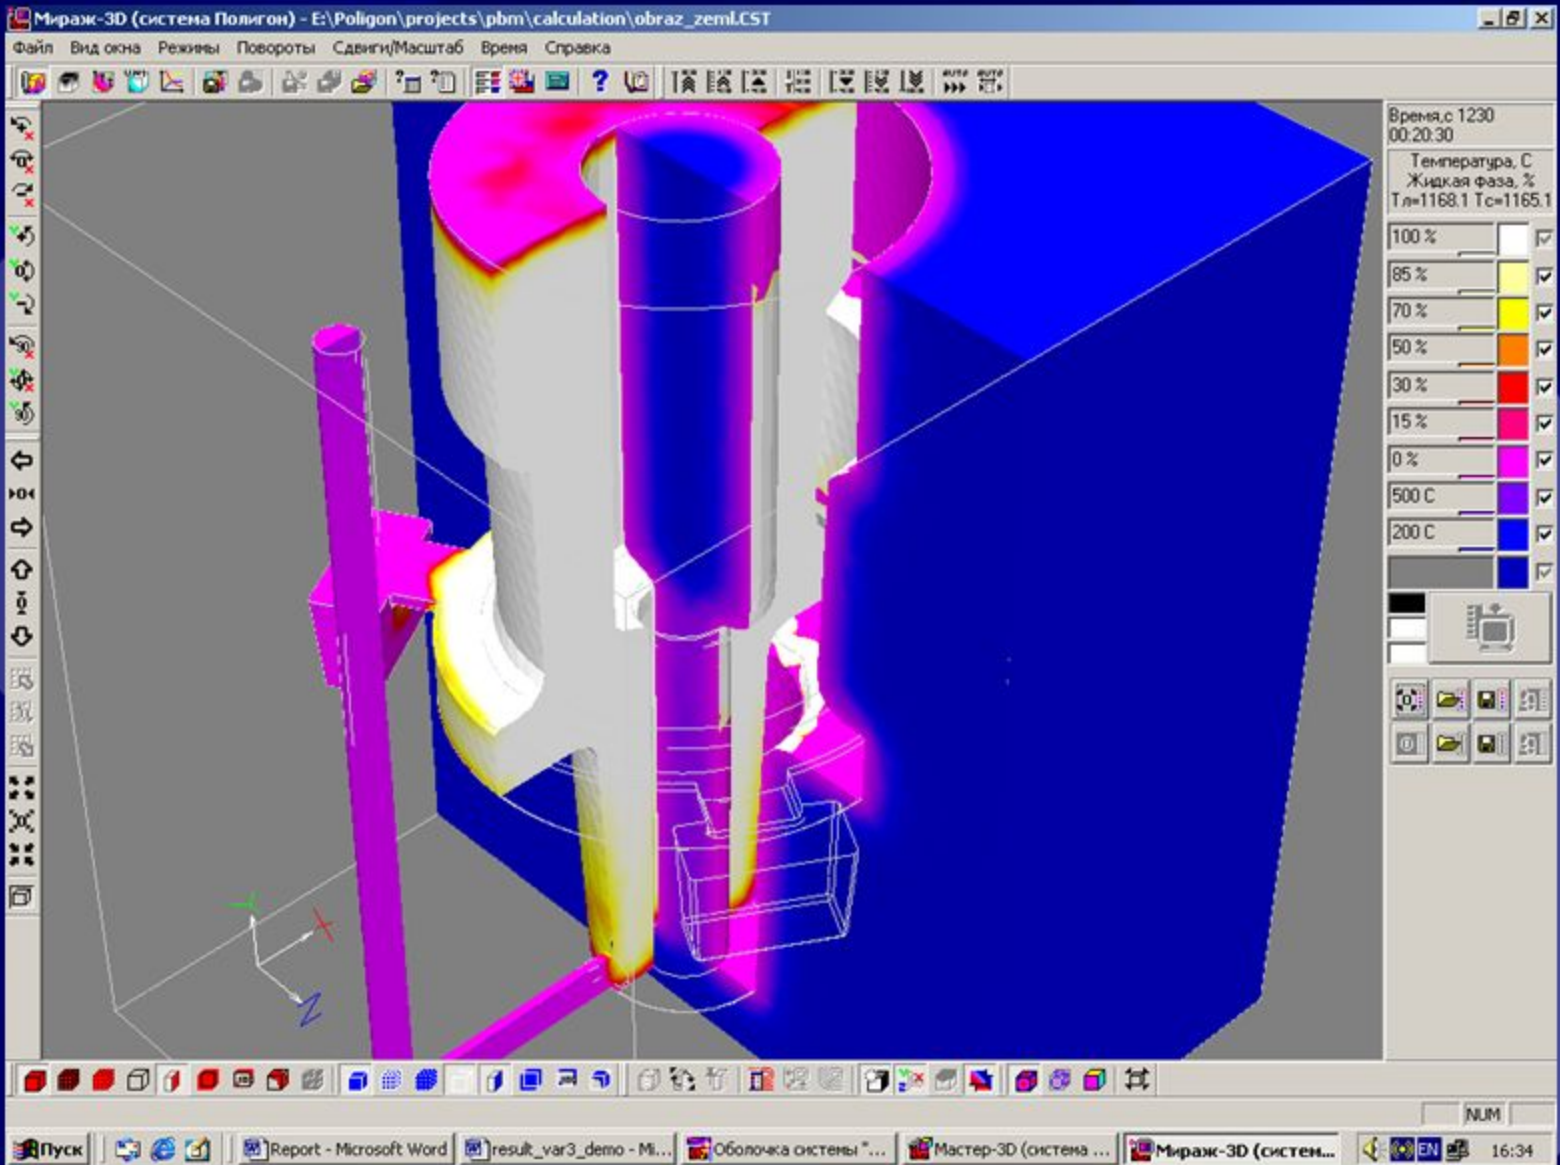 Мираж-3D (система Полигон) - E:\Poligon\projects\pbm\calculation\obraz_zeml.CST
Файл Вид окна Режимы Повороты Сдвиги/Масштаб Время Справка
Время,с 1230
00:20:30
Температура, С
Жидкая фаза, %
Тл=1168.1 Тс=1165.1
100 %
85 %
70 %
50 %
30 %
15 %
0 %
500 C
200 C
Y
X
Z
NUM
Пуск Report - Microsoft Word result_var3_demo - Mi... Оболочка системы "... Мастер-3D (система ... Мираж-3D (систем... EN 16:34